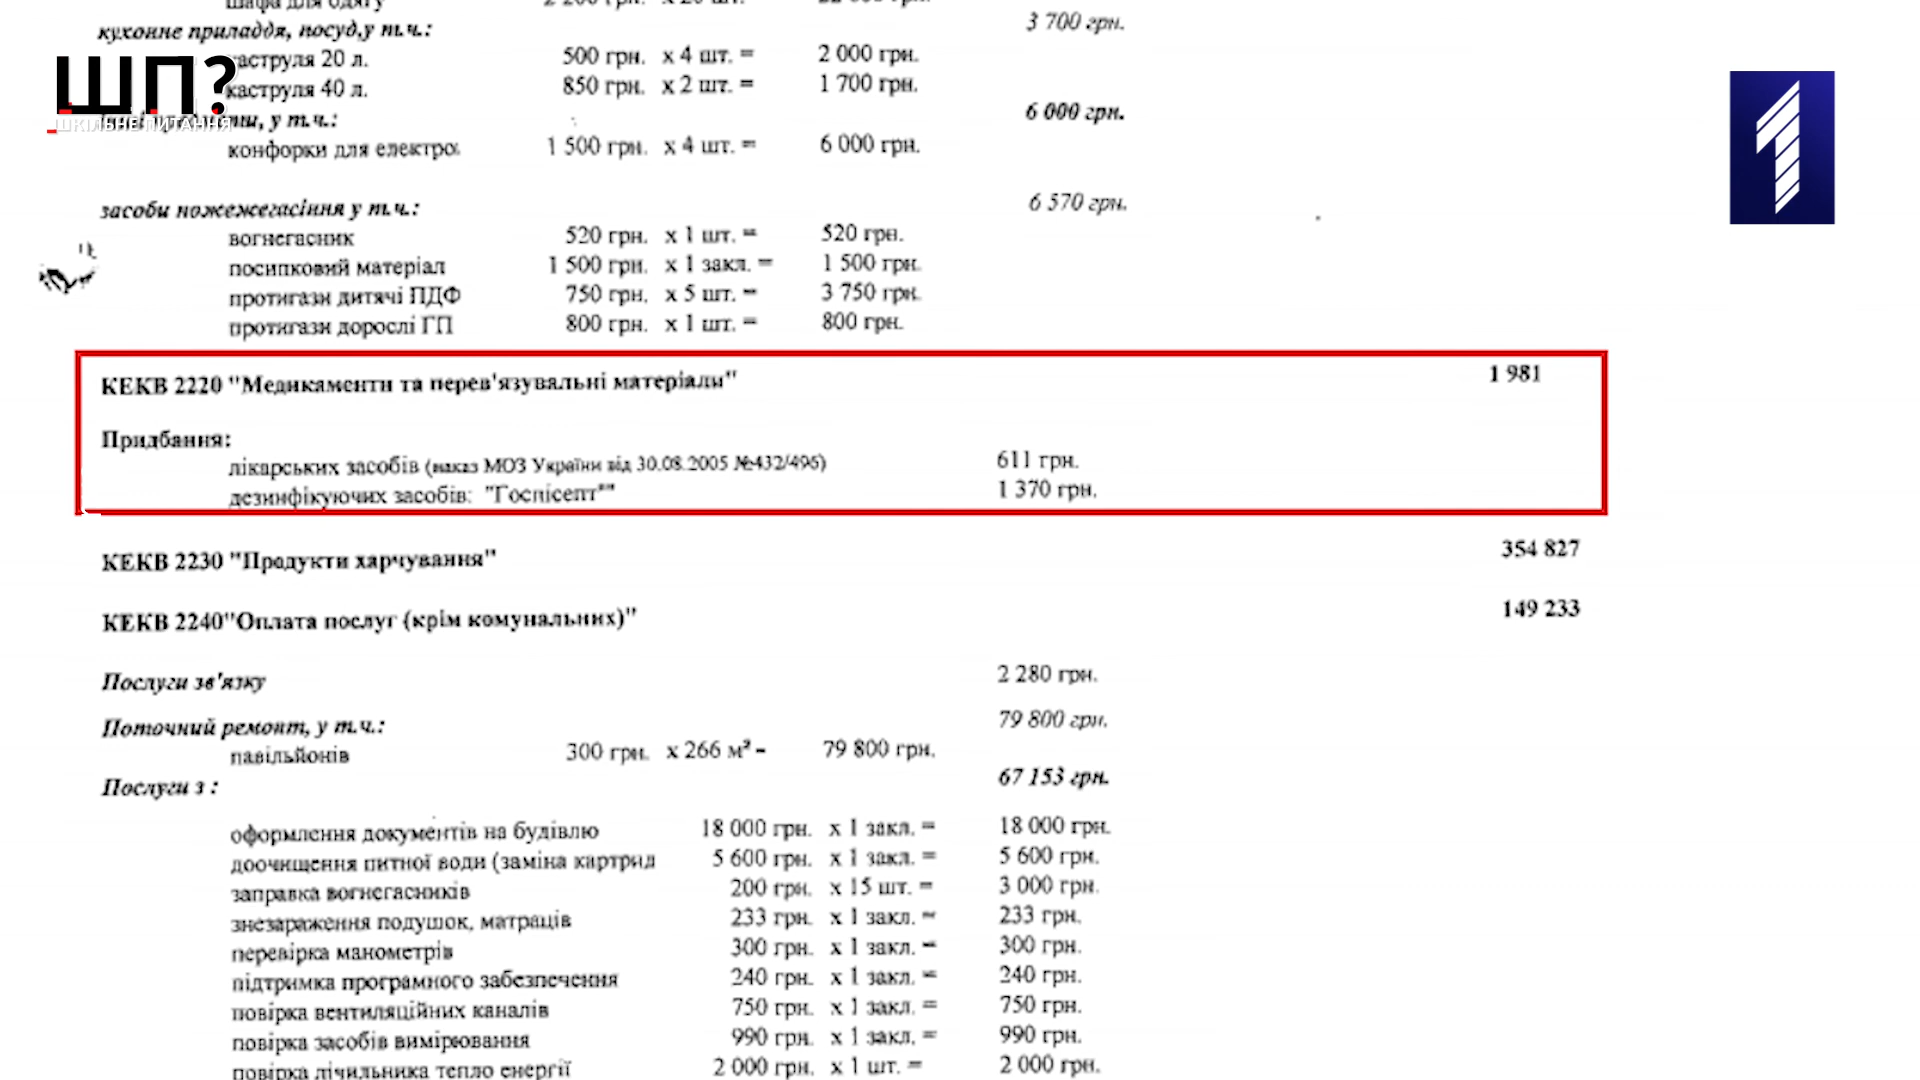 шафа для одягу
кухонне приладдя, посуд,у т.ч.: 3 700 грн.
каструля 20 л. 500 грн. х 4 шт. = 2 000 грн.
каструля 40 л. 850 грн. х 2 шт. = 1 700 грн.
ШП?
ШКІЛЬНЕ ПИТАННЯ
у т.ч.: 6 000 грн.
конфорки для електро 1 500 грн. х 4 шт. = 6 000 грн.
засоби пожежегасіння у т.ч.: 6 570 грн.
вогнегасник 520 грн. х 1 шт. = 520 грн.
посипковий матеріал 1 500 грн. х 1 закл. = 1 500 грн.
протигази дитячі ПДФ 750 грн. х 5 шт. = 3 750 грн.
протигази дорослі ГП 800 грн. х 1 шт. = 800 грн.
КЕКВ 2220 "Медикаменти та перев'язувальні матеріали" 1 981
Придбання:
лікарських засобів (наказ МОЗ України від 30.08.2005 №432/496) 611 грн.
дезинфікуючих засобів: "Госпісепт"" 1 370 грн.
КЕКВ 2230 "Продукти харчування" 354 827
КЕКВ 2240"Оплата послуг (крім комунальних)" 149 233
Послуги зв'язку 2 280 грн.
Поточний ремонт, у т.ч.: 79 800 грн.
павільйонів 300 грн. х 266 м² = 79 800 грн.
Послуги з : 67 153 грн.
оформлення документів на будівлю 18 000 грн. х 1 закл. = 18 000 грн.
доочищення питної води (заміна картрид 5 600 грн. х 1 закл. = 5 600 грн.
заправка вогнегасників 200 грн. х 15 шт. = 3 000 грн.
знезараження подушок, матраців 233 грн. х 1 закл. = 233 грн.
перевірка манометрів 300 грн. х 1 закл. = 300 грн.
підтримка програмного забезпечення 240 грн. х 1 закл. = 240 грн.
повірка вентиляційних каналів 750 грн. х 1 закл. = 750 грн.
повірка засобів вимірювання 990 грн. х 1 закл. = 990 грн.
повірка лічильника тепло енергії 2 000 грн. х 1 шт. = 2 000 грн.